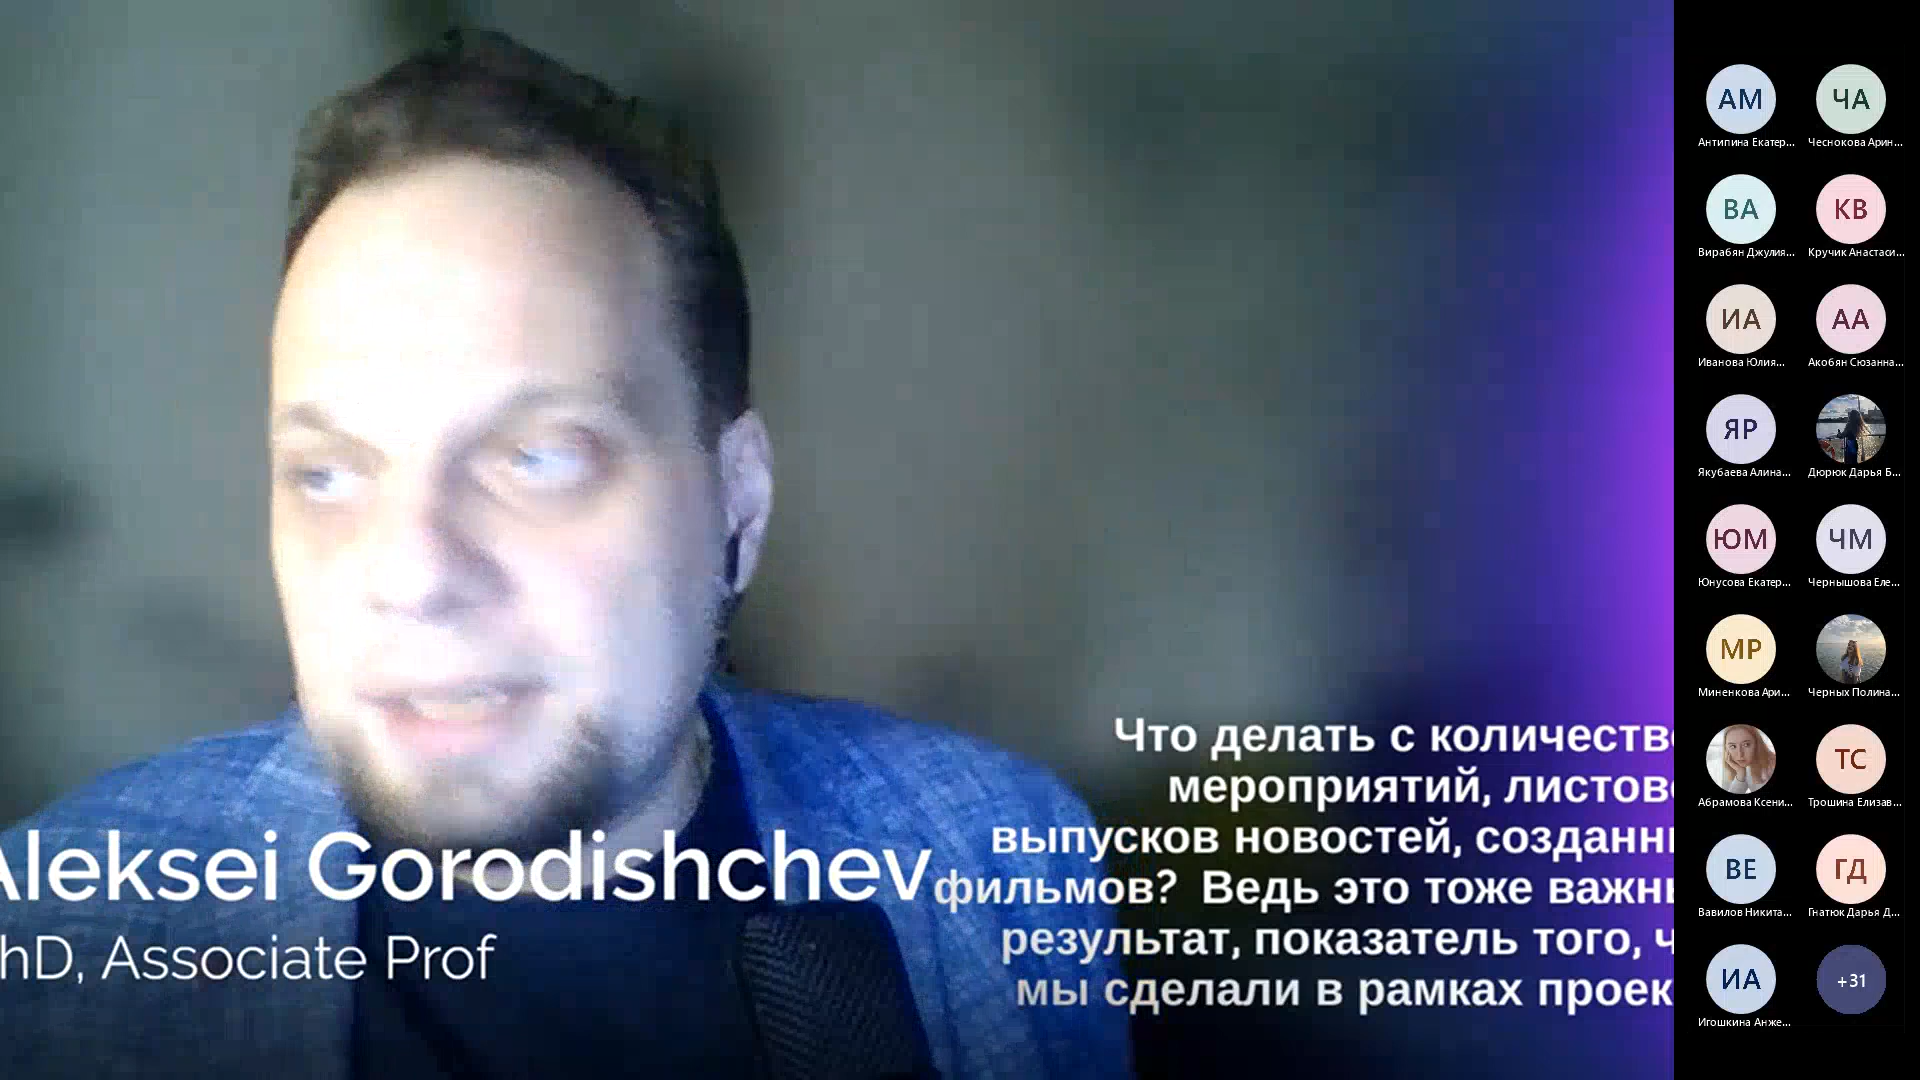 Что делать с количеств
мероприятий, листов
выпусков новостей, созданн
фильмов? Ведь это тоже важн
результат, показатель того, ч
мы сделали в рамках проек
Aleksei Gorodishchev
hD, Associate Prof
АМ
ЧА
Антипина Екатер...
Чеснокова Арин...
ВА
КВ
Вирабян Джулия...
Кручик Анастаси...
ИА
АА
Иванова Юлия...
Акобян Сюзанна...
ЯР
Якубаева Алина...
Дюрюк Дарья Б...
ЮМ
ЧМ
Юнусова Екатер...
Чернышова Еле...
МР
Миненкова Ари...
Черных Полина...
ТС
Абрамова Ксени...
Трошина Елизав...
ВЕ
ГД
Вавилов Никита...
Гнатюк Дарья Д...
ИА
+31
Игошкина Анже...